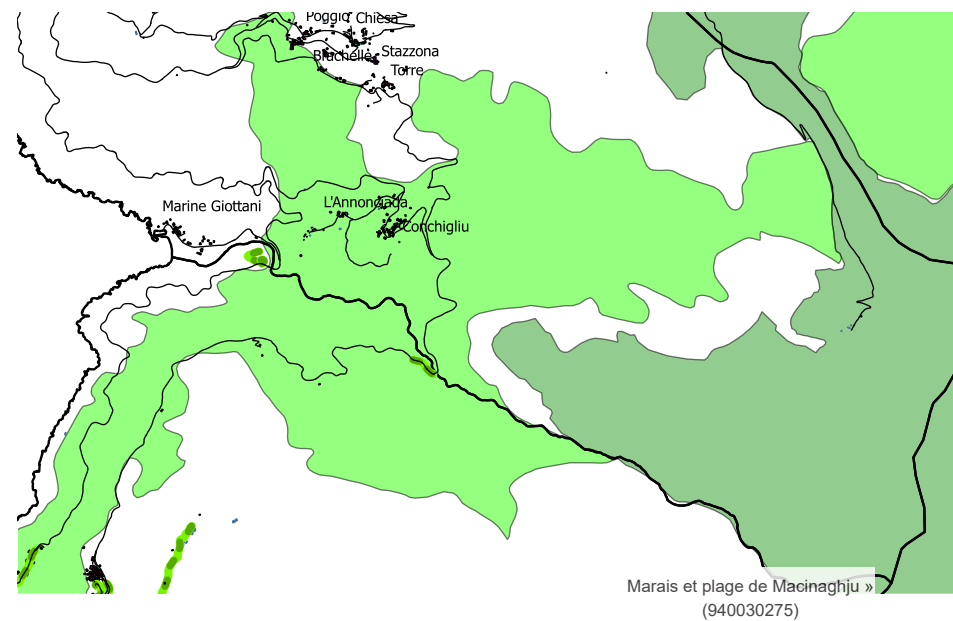 Poggio Chiesa
Stazzona
Bruchelle
Torre
Marine Giottani
L'Annonciada
Conchigliu
Marais et plage de Macinaghju »
(940030275)